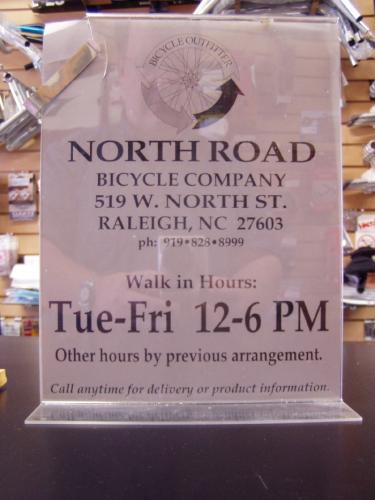 BICYCLE OUTFITTER
NORTH ROAD
BICYCLE COMPANY
519 W. NORTH ST.
RALEIGH, NC 27603
ph: 919•828•8999
Walk in Hours:
Tue-Fri 12-6 PM
Other hours by previous arrangement.
Call anytime for delivery or product information.